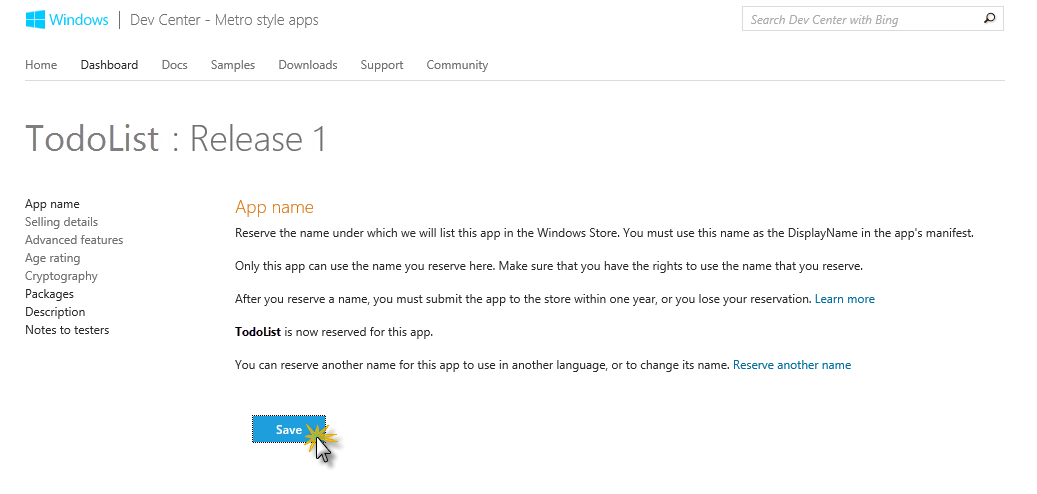 Windows | Dev Center - Metro style apps
Search Dev Center with Bing
Home Dashboard Docs Samples Downloads Support Community
TodoList : Release 1
App name
Selling details
Advanced features
Age rating
Cryptography
Packages
Description
Notes to testers
App name
Reserve the name under which we will list this app in the Windows Store. You must use this name as the DisplayName in the app's manifest.
Only this app can use the name you reserve here. Make sure that you have the rights to use the name that you reserve.
After you reserve a name, you must submit the app to the store within one year, or you lose your reservation. Learn more
TodoList is now reserved for this app.
You can reserve another name for this app to use in another language, or to change its name. Reserve another name
Save